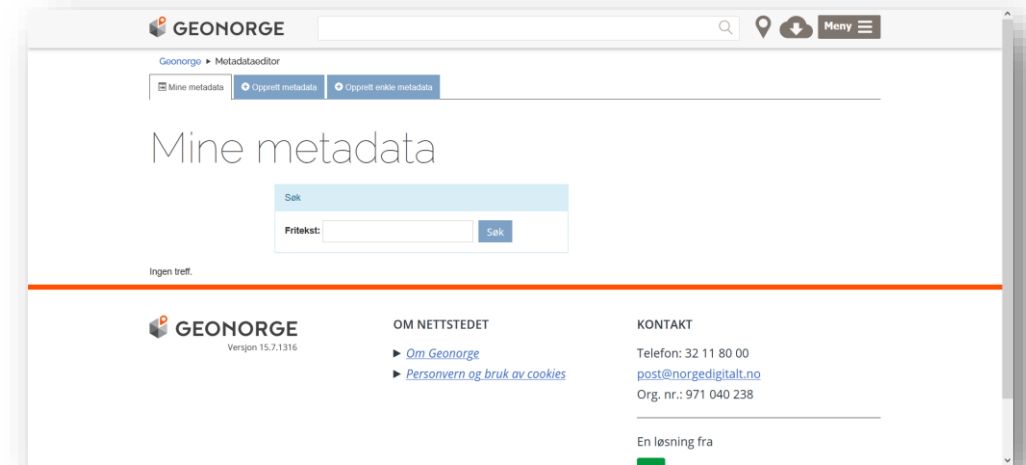 GEONORGE
Meny
Geonorge ▸ Metadataeditor
Mine metadata
Opprett metadata
Opprett enkle metadata
Mine metadata
Søk
Fritekst:
Søk
Ingen treff.
GEONORGE
Versjon 15.7.1316
OM NETTSTEDET
► Om Geonorge
► Personvern og bruk av cookies
KONTAKT
Telefon: 32 11 80 00
post@norgedigitalt.no
Org. nr.: 971 040 238
En løsning fra